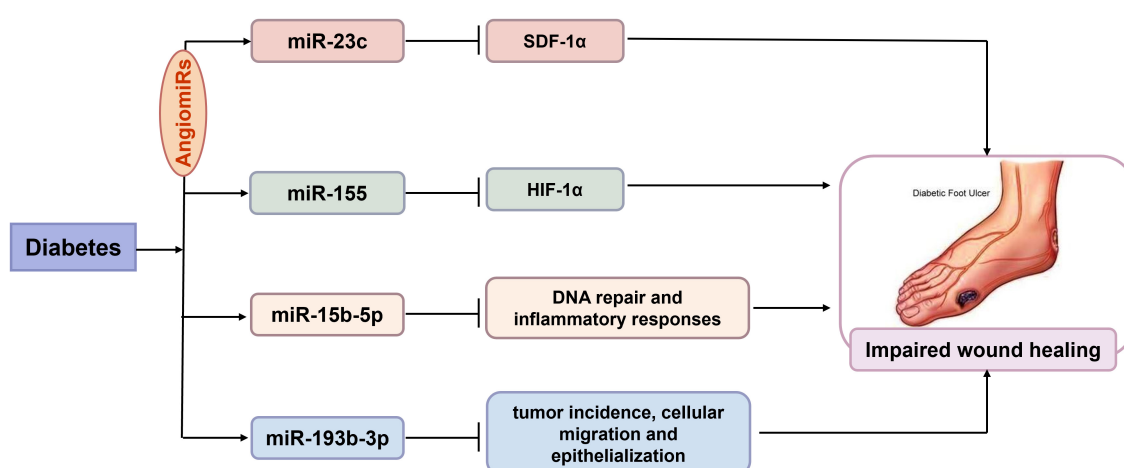 AngiomiRs
miR-23c
SDF-1α
miR-155
HIF-1α
Diabetic Foot Ulcer
Diabetes
miR-15b-5p
DNA repair and
inflammatory responses
Impaired wound healing
miR-193b-3p
tumor incidence, cellular
migration and
epithelialization